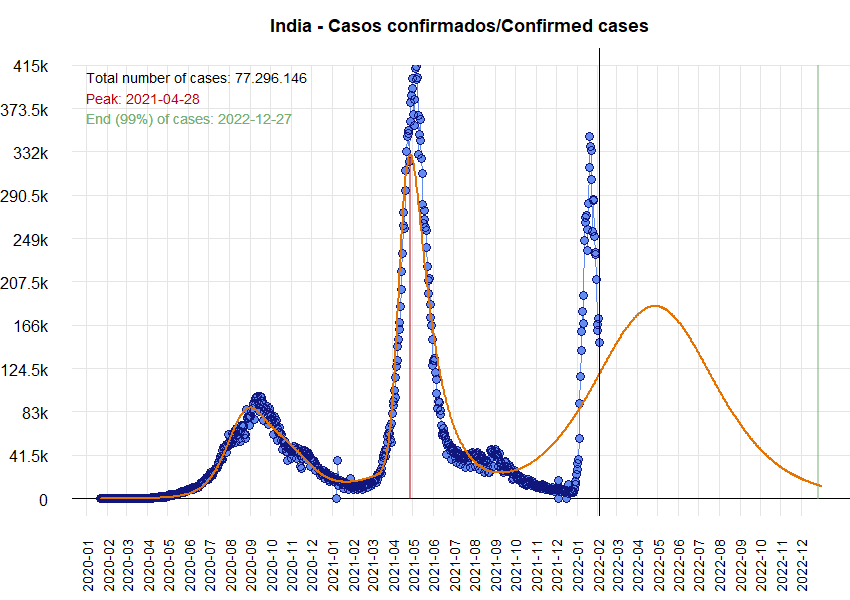 India - Casos confirmados/Confirmed cases
Total number of cases: 77.296.146
Peak: 2021-04-28
End (99%) of cases: 2022-12-27
415k
373.5k
332k
290.5k
249k
207.5k
166k
124.5k
83k
41.5k
0
2020-01
2020-02
2020-03
2020-04
2020-05
2020-06
2020-07
2020-08
2020-09
2020-10
2020-11
2020-12
2021-01
2021-02
2021-03
2021-04
2021-05
2021-06
2021-07
2021-08
2021-09
2021-10
2021-11
2021-12
2022-01
2022-02
2022-03
2022-04
2022-05
2022-06
2022-07
2022-08
2022-09
2022-10
2022-11
2022-12